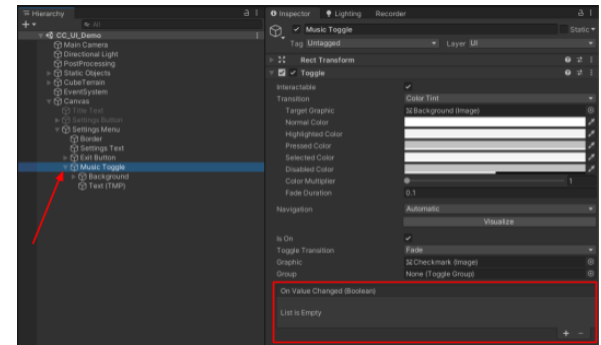 Hierarchy
All
CC_UI_Demo
Main Camera
Directional Light
PostProcessing
Static Objects
CubeTerrain
EventSystem
Canvas
Title Text
Settings Button
Settings Menu
Border
Settings Text
Exit Button
Music Toggle
Background
Text (TMP)
Inspector Lighting Recorder
Music Toggle Static
Tag Untagged Layer UI
Rect Transform
Toggle
Interactable
Transition Color Tint
Target Graphic Background (Image)
Normal Color
Highlighted Color
Pressed Color
Selected Color
Disabled Color
Color Multiplier 1
Fade Duration 0.1
Navigation Automatic
Visualize
Is On
Toggle Transition Fade
Graphic Checkmark (Image)
Group None (Toggle Group)
On Value Changed (Boolean)
List is Empty